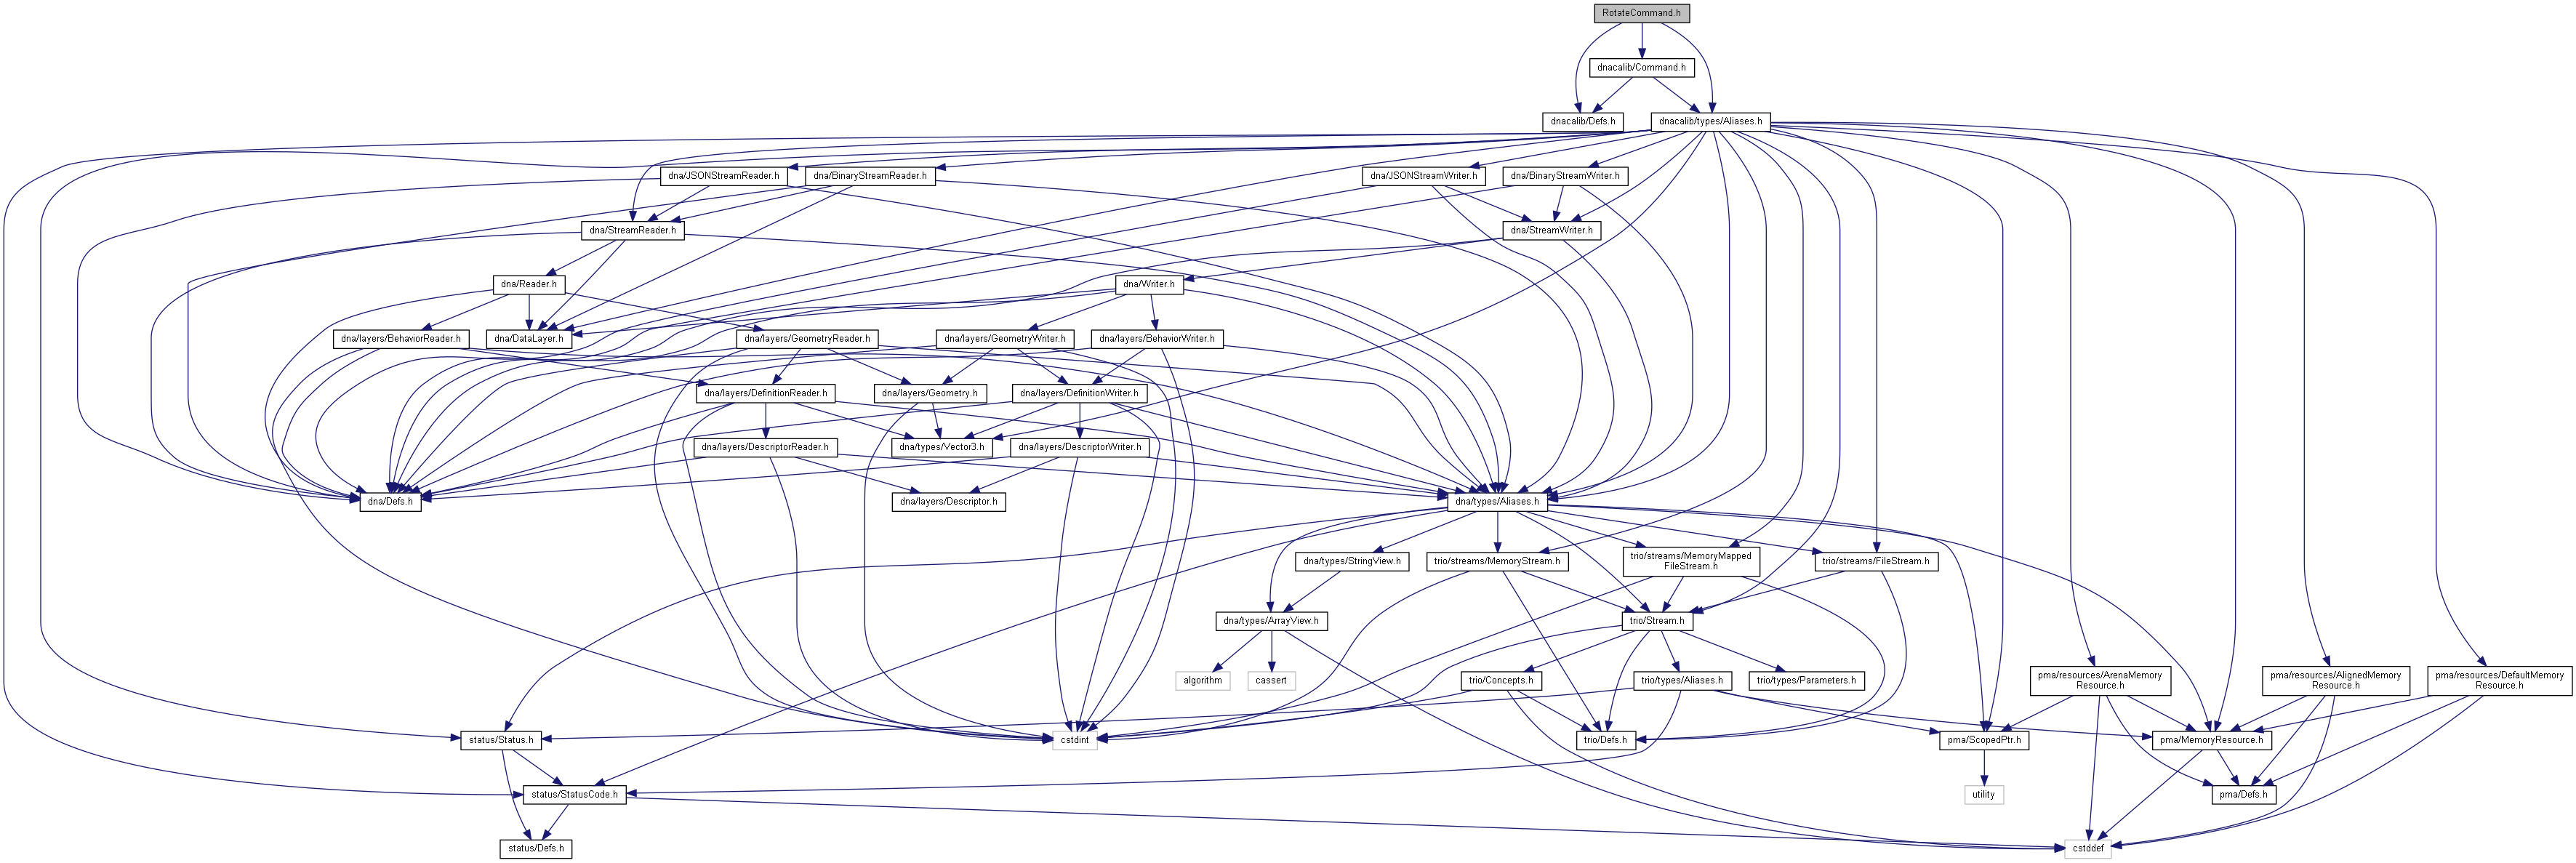 RotateCommand.h
dnacalib/Command.h
dnacalib/Defs.h
dnacalib/types/Aliases.h
dna/JSONStreamReader.h
dna/BinaryStreamReader.h
dna/JSONStreamWriter.h
dna/BinaryStreamWriter.h
dna/StreamReader.h
dna/StreamWriter.h
dna/Reader.h
dna/Writer.h
dna/layers/BehaviorReader.h
dna/DataLayer.h
dna/layers/GeometryReader.h
dna/layers/GeometryWriter.h
dna/layers/BehaviorWriter.h
dna/layers/DefinitionReader.h
dna/layers/Geometry.h
dna/layers/DefinitionWriter.h
dna/layers/DescriptorReader.h
dna/types/Vector3.h
dna/layers/DescriptorWriter.h
dna/Defs.h
dna/layers/Descriptor.h
dna/types/Aliases.h
dna/types/StringView.h
trio/streams/MemoryStream.h
trio/streams/MemoryMapped
FileStream.h
trio/streams/FileStream.h
dna/types/ArrayView.h
trio/Stream.h
algorithm
cassert
trio/Concepts.h
trio/types/Aliases.h
trio/types/Parameters.h
pma/resources/ArenaMemory
Resource.h
pma/resources/AlignedMemory
Resource.h
pma/resources/DefaultMemory
Resource.h
status/Status.h
cstdint
trio/Defs.h
pma/ScopedPtr.h
pma/MemoryResource.h
status/StatusCode.h
utility
pma/Defs.h
status/Defs.h
cstddef